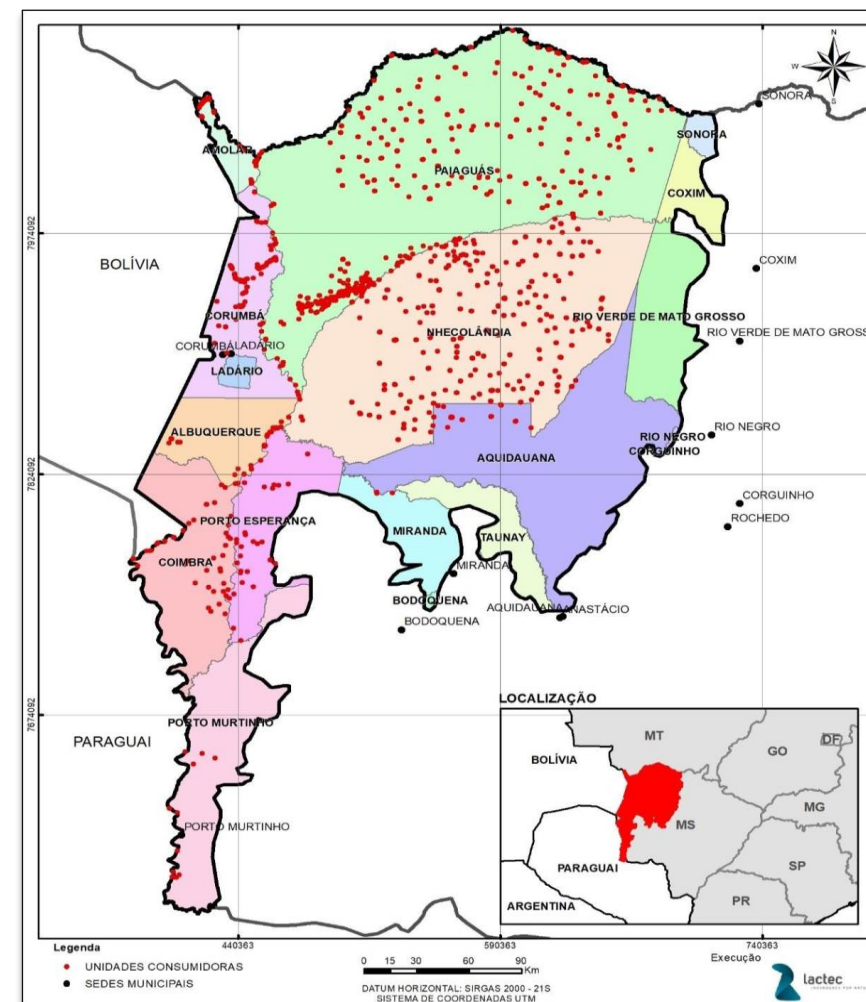 N
W
S
SONORA
SONORA
AMOLAR
PAIAGUÁS
COXIM
7974092
BOLÍVIA
COXIM
CORUMBÁ
RIO VERDE DE MATO GROSSO
NHECOLÂNDIA
RIO VERDE DE MATO GROSS
CORUMBÁ
LADÁRIO
LADÁRIO
ALBUQUERQUE
RIO NEGRO
RIO NEGRO
CORGUINHO
AQUIDAUANA
7824092
CORGUINHO
PORTO ESPERANÇA
ROCHEDO
MIRANDA
TAUNAY
COIMBRA
MIRANDA
BODOQUENA
AQUIDAUANA
ANASTÁCIO
BODOQUENA
LOCALIZAÇÃO
7674092
PORTO MURTINHO
PARAGUAI
MT
DF
GO
BOLÍVIA
MG
MS
PORTO MURTINHO
SP
PARAGUAI
PR
ARGENTINA
Legenda
440363
590363
740363
UNIDADES CONSUMIDORAS
SEDES MUNICIPAIS
0 15 30 60 90
Km
Execução
DATUM HORIZONTAL: SIRGAS 2000 - 21S
SISTEMA DE COORDENADAS UTM
lactec